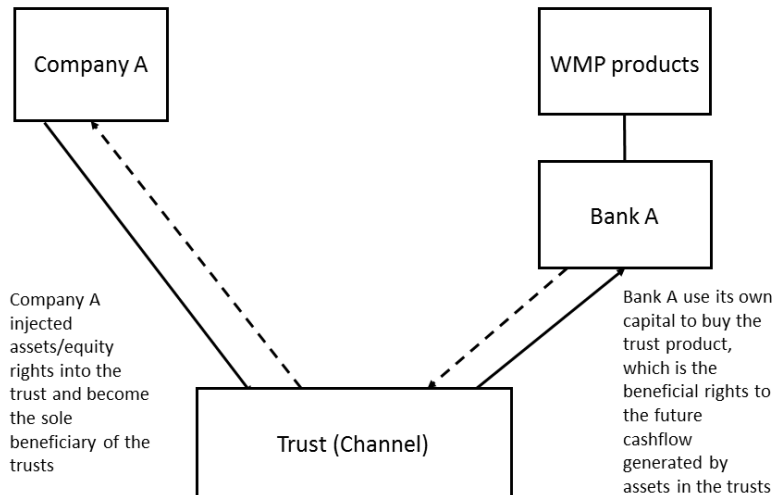 Company A
WMP products
Bank A
Company A
injected
assets/equity
rights into the
trust and become
the sole
beneficiary of the
trusts
Bank A use its own
capital to buy the
trust product,
which is the
beneficial rights to
the future
cashflow
generated by
assets in the trusts
Trust (Channel)